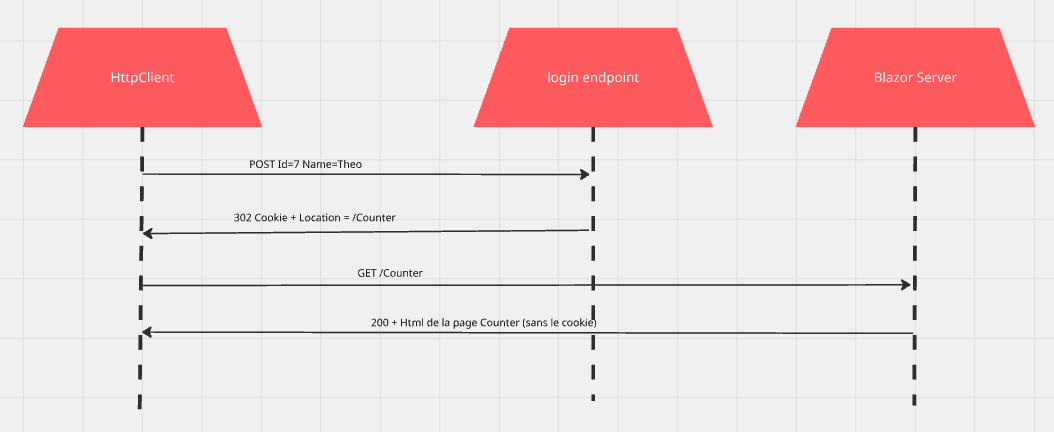 HttpClient
login endpoint
Blazor Server
POST Id=7 Name=Theo
302 Cookie + Location = /Counter
GET /Counter
200 + Html de la page Counter (sans le cookie)